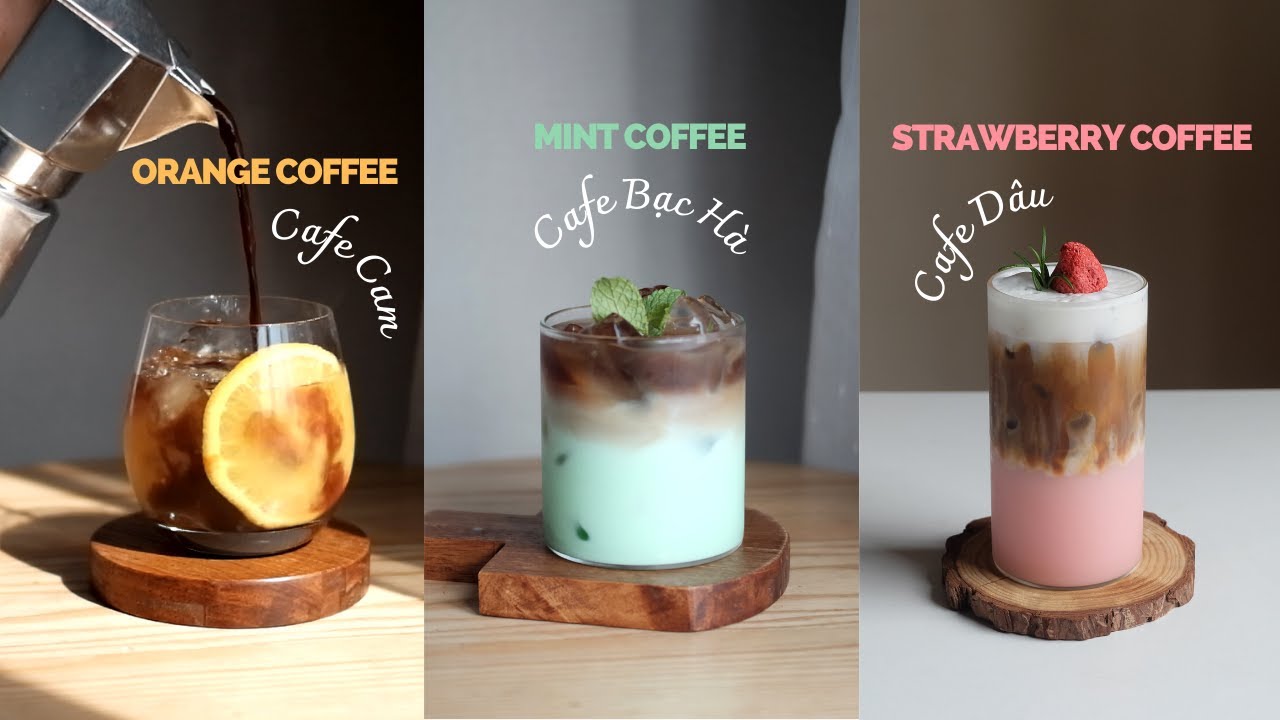 ORANGE COFFEE
Cafe Cam
MINT COFFEE
Cafe Bạc Hà
STRAWBERRY COFFEE
Cafe Dâu